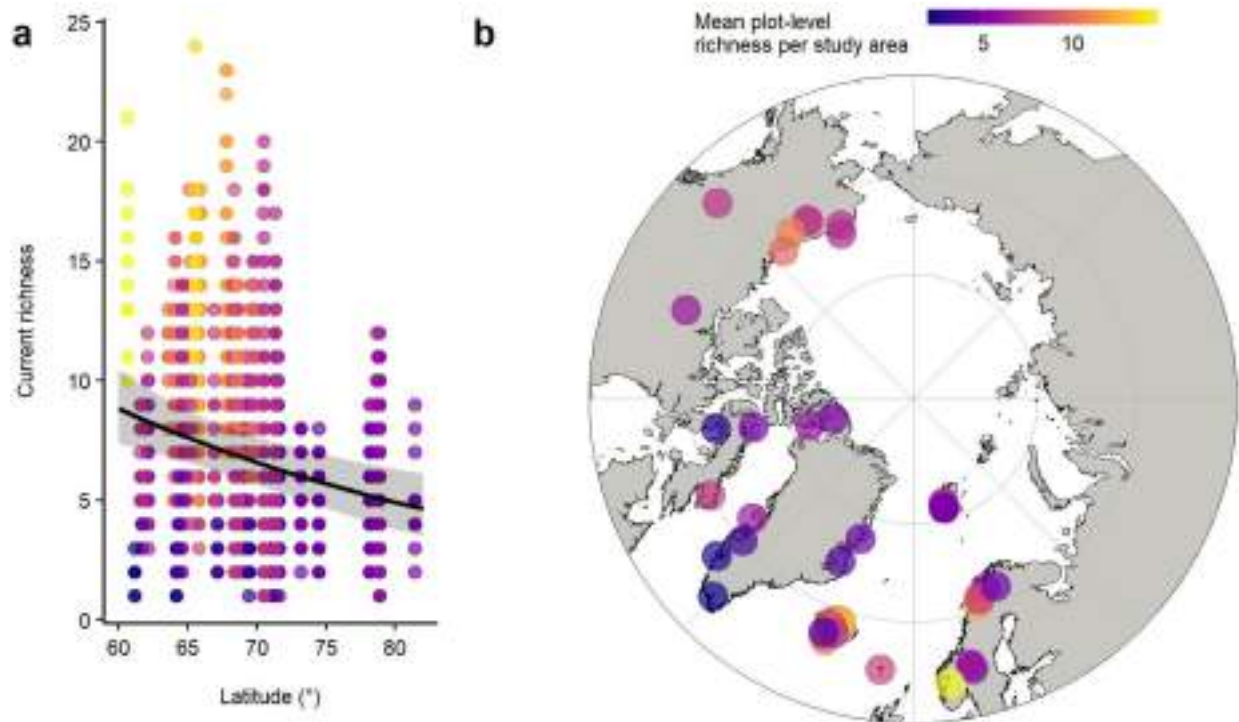 a
25
20
15
10
5
0
60 65 70 75 80
Current richness
Latitude (°)
b
Mean plot-level
richness per study area
5 10